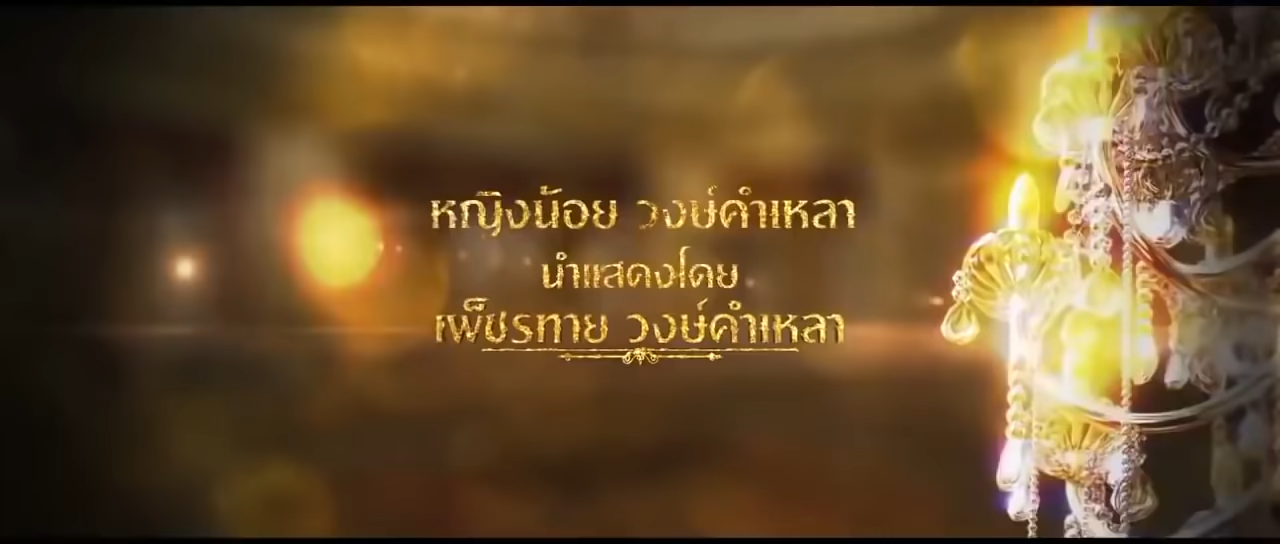 หญิงน้อย วงษ์คำเหลา
นำแสดงโดย
เพ็ชรทาย วงษ์คำเหลา